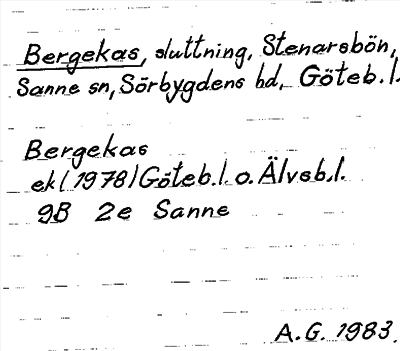 Bergekas, sluttning, Stenarsbön,
Sanne sn, Sörbygdens hd, Göteb.l.
Bergekas
ek (1978) Göteb.l. o. Älvsb.l.
9B 2e Sanne
A.G. 1983.